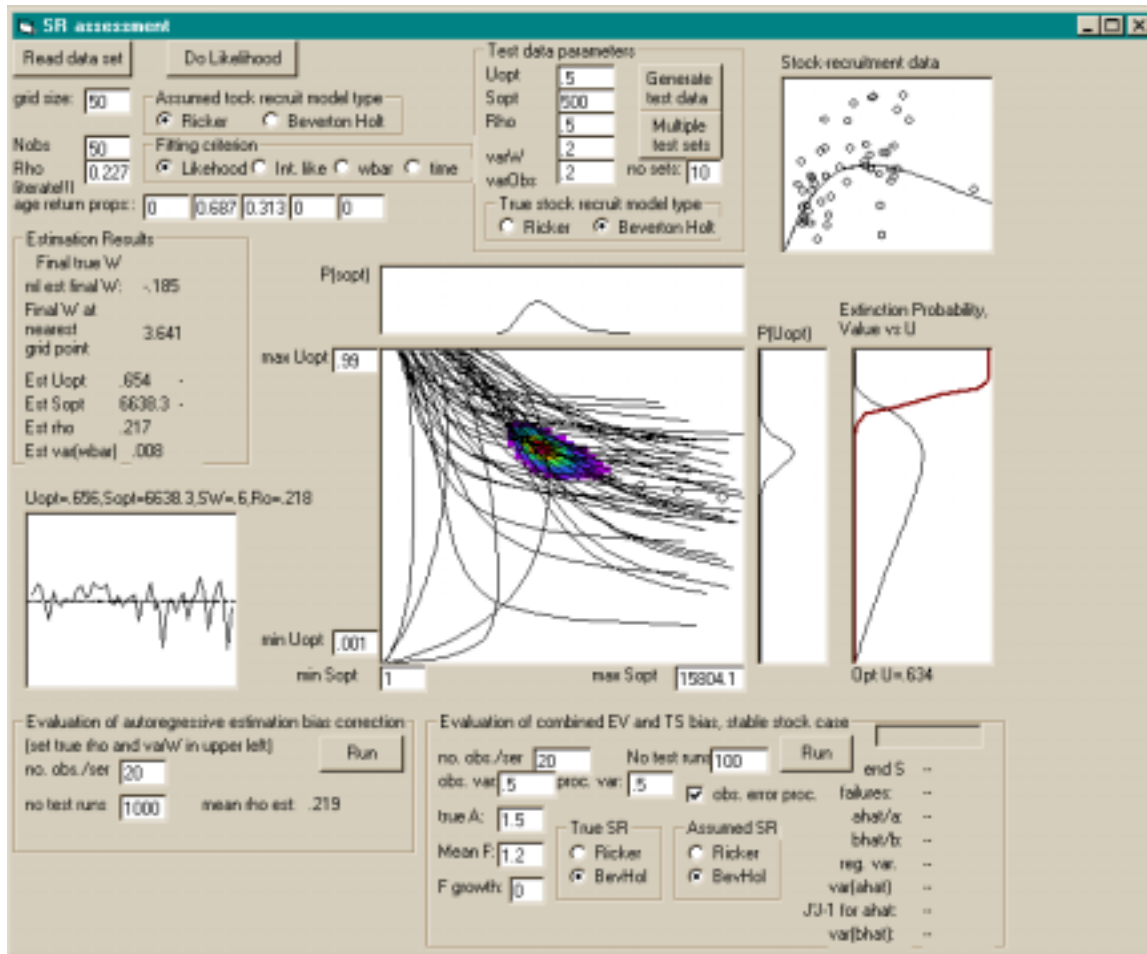 SR assessment
Read data set
Do Likelihood
grid size: 50
Assumed tock recruit model type
Ricker
Beverton Holt
Nobs 50
Rho 0.227
(iterate!!!)
Fitting criterion
Likehood
Int. like
wbar
time
age return props: 0 0.687 0.313 0 0
Test data parameters
Uopt .5
Sopt 500
Rho .5
varW .2
varObs .2
Generate test data
Multiple test sets
no sets: 10
True stock recruit model type
Ricker
Beverton Holt
Stock-recruitment data
Estimation Results
Final true W
ml est final W: -.185
Final W at
nearest 3.641
grid point
Est Uopt .654 -
Est Sopt 6638.3 -
Est rho .217
Est var(wbar) .008
P(sopt)
max Uopt .99
P(Uopt)
Extinction Probability,
Value vs U
Uopt=.656,Sopt=6638.3,SW=.6,Ro=.218
min Uopt .001
min Sopt 1
max Sopt 15804.1
Opt U=.634
Evaluation of autoregressive estimation bias correction
(set true rho and varW in upper left)
Run
no. obs./ser 20
no test runs 1000
mean rho est: .219
Evaluation of combined EV and TS bias, stable stock case
no. obs./ser 20
No test runs 100
Run
obs. var .5
proc. var: .5
obs. error proc.
true A: 1.5
Mean F: 1.2
F growth: 0
True SR
Ricker
BevHol
Assumed SR
Ricker
BevHol
end S --
failures: --
ahat/a: --
bhat/b: --
reg. var. --
var(ahat) --
J'J-1 for ahat: --
var(bhat): --